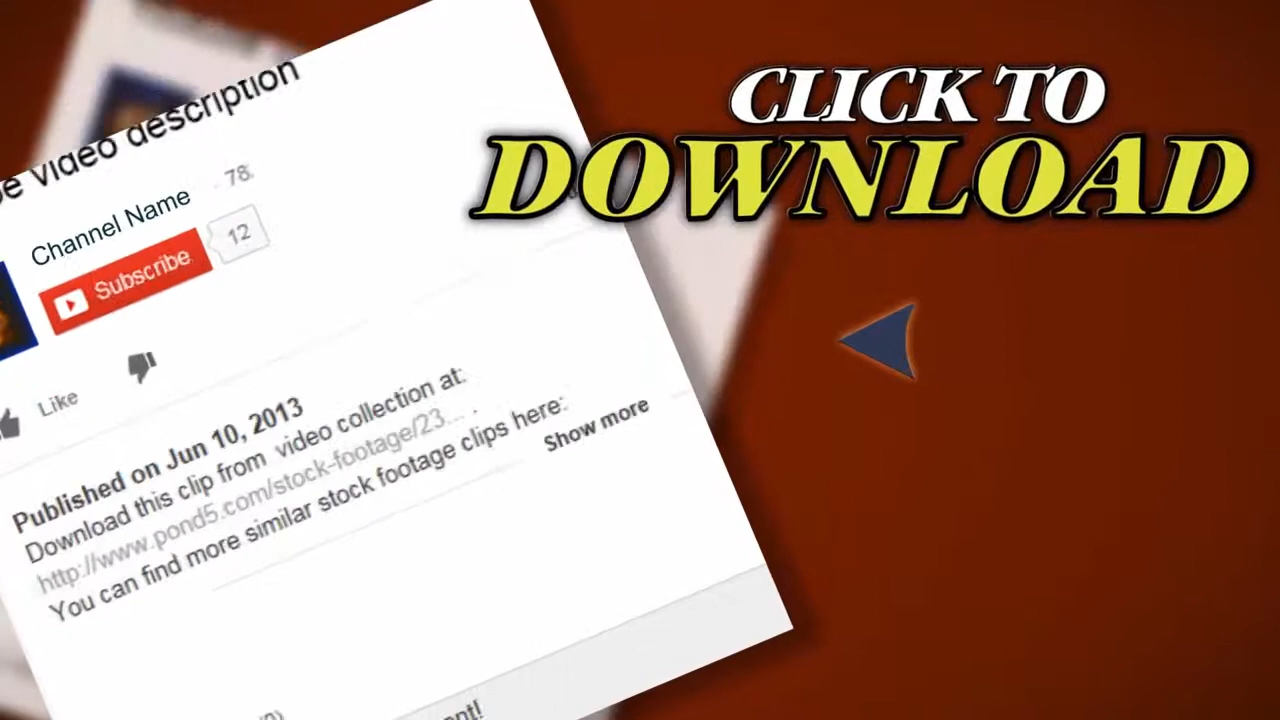 CLICK TO
DOWNLOAD
video description
Channel Name
78
Subscribe
12
Like
Published on Jun 10, 2013
Download this clip from video collection at:
http://www.pond5.com/stock-footage/23...
You can find more similar stock footage clips here:
Show more